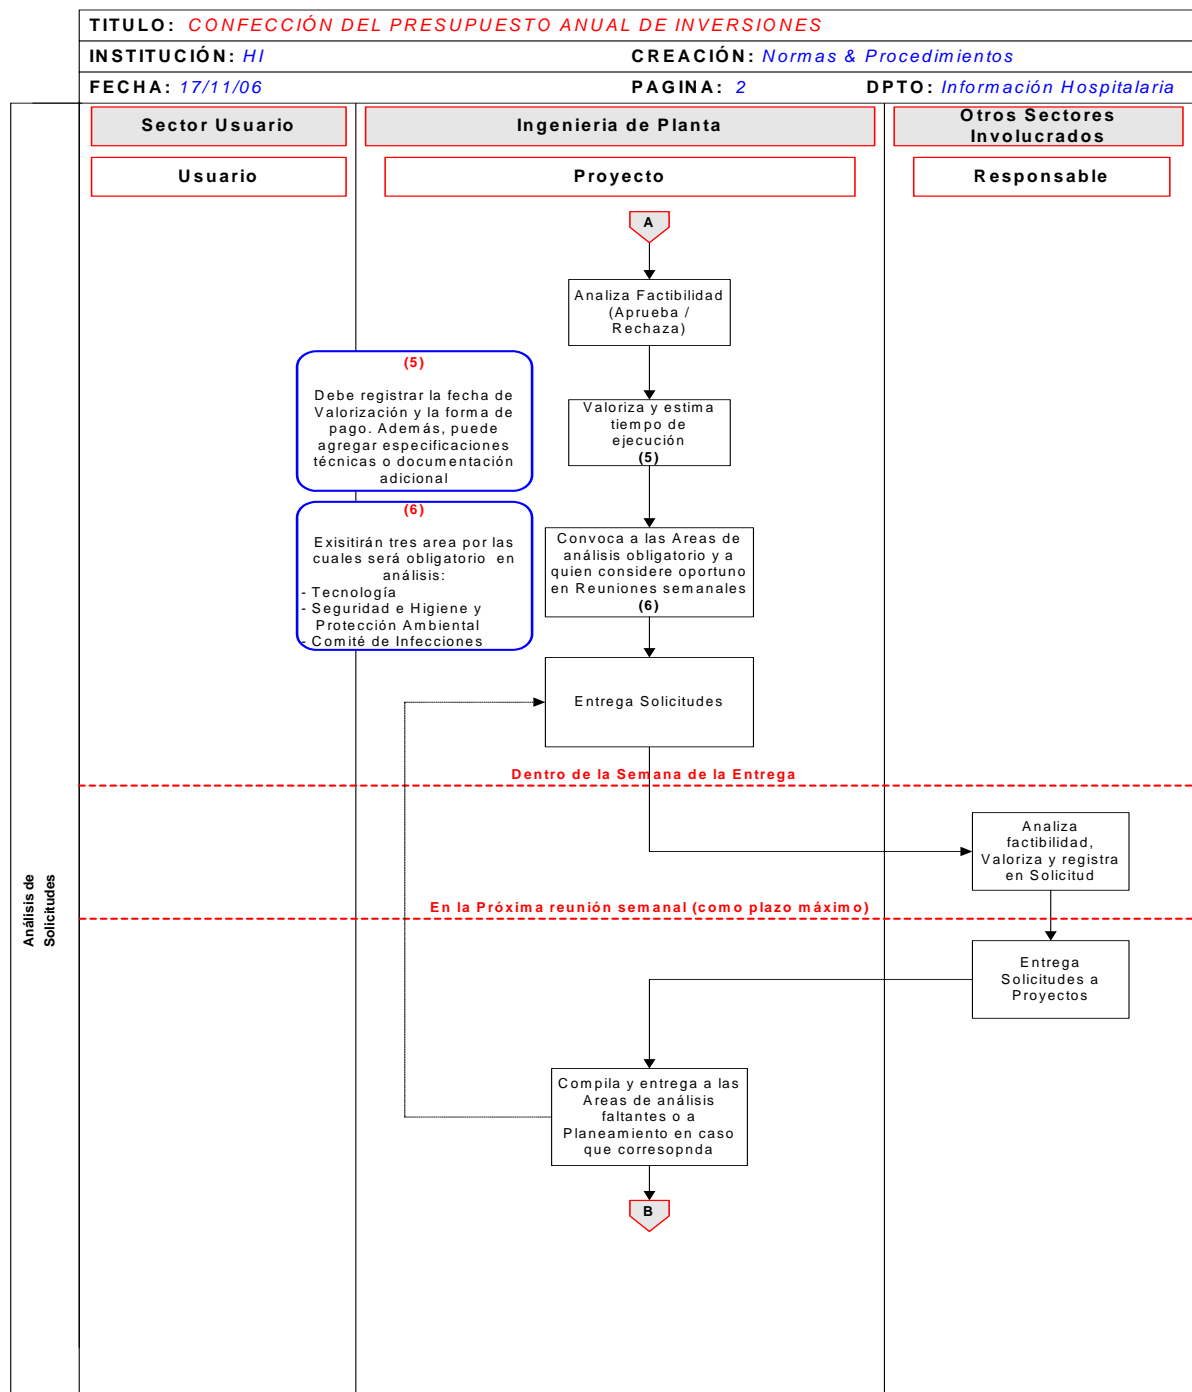 TITULO: CONFECCIÓN DEL PRESUPUESTO ANUAL DE INVERSIONES
INSTITUCIÓN: HI
CREACIÓN: Normas & Procedimientos
FECHA: 17/11/06
PAGINA: 2
DPTO: Información Hospitalaria
Sector Usuario
Ingenieria de Planta
Otros Sectores
Involucrados
Usuario
Proyecto
Responsable
A
Analiza Factibilidad
(Aprueba /
Rechaza)
(5)
Debe registrar la fecha de
Valorización y la forma de
pago. Además, puede
agregar especificaciones
técnicas o documentación
adicional
Valoriza y estima
tiempo de
ejecución
(5)
(6)
Exisitirán tres area por las
cuales será obligatorio en
análisis:
- Tecnología
- Seguridad e Higiene y
Protección Ambiental
- Comité de Infecciones
Convoca a las Areas de
análisis obligatorio y a
quien considere oportuno
en Reuniones semanales
(6)
Entrega Solicitudes
Dentro de la Semana de la Entrega
Analiza
factibilidad,
Valoriza y registra
en Solicitud
Análisis de
Solicitudes
En la Próxima reunión semanal (como plazo máximo)
Entrega
Solicitudes a
Proyectos
Compila y entrega a las
Areas de análisis
faltantes o a
Planeamiento en caso
que corresopnda
B